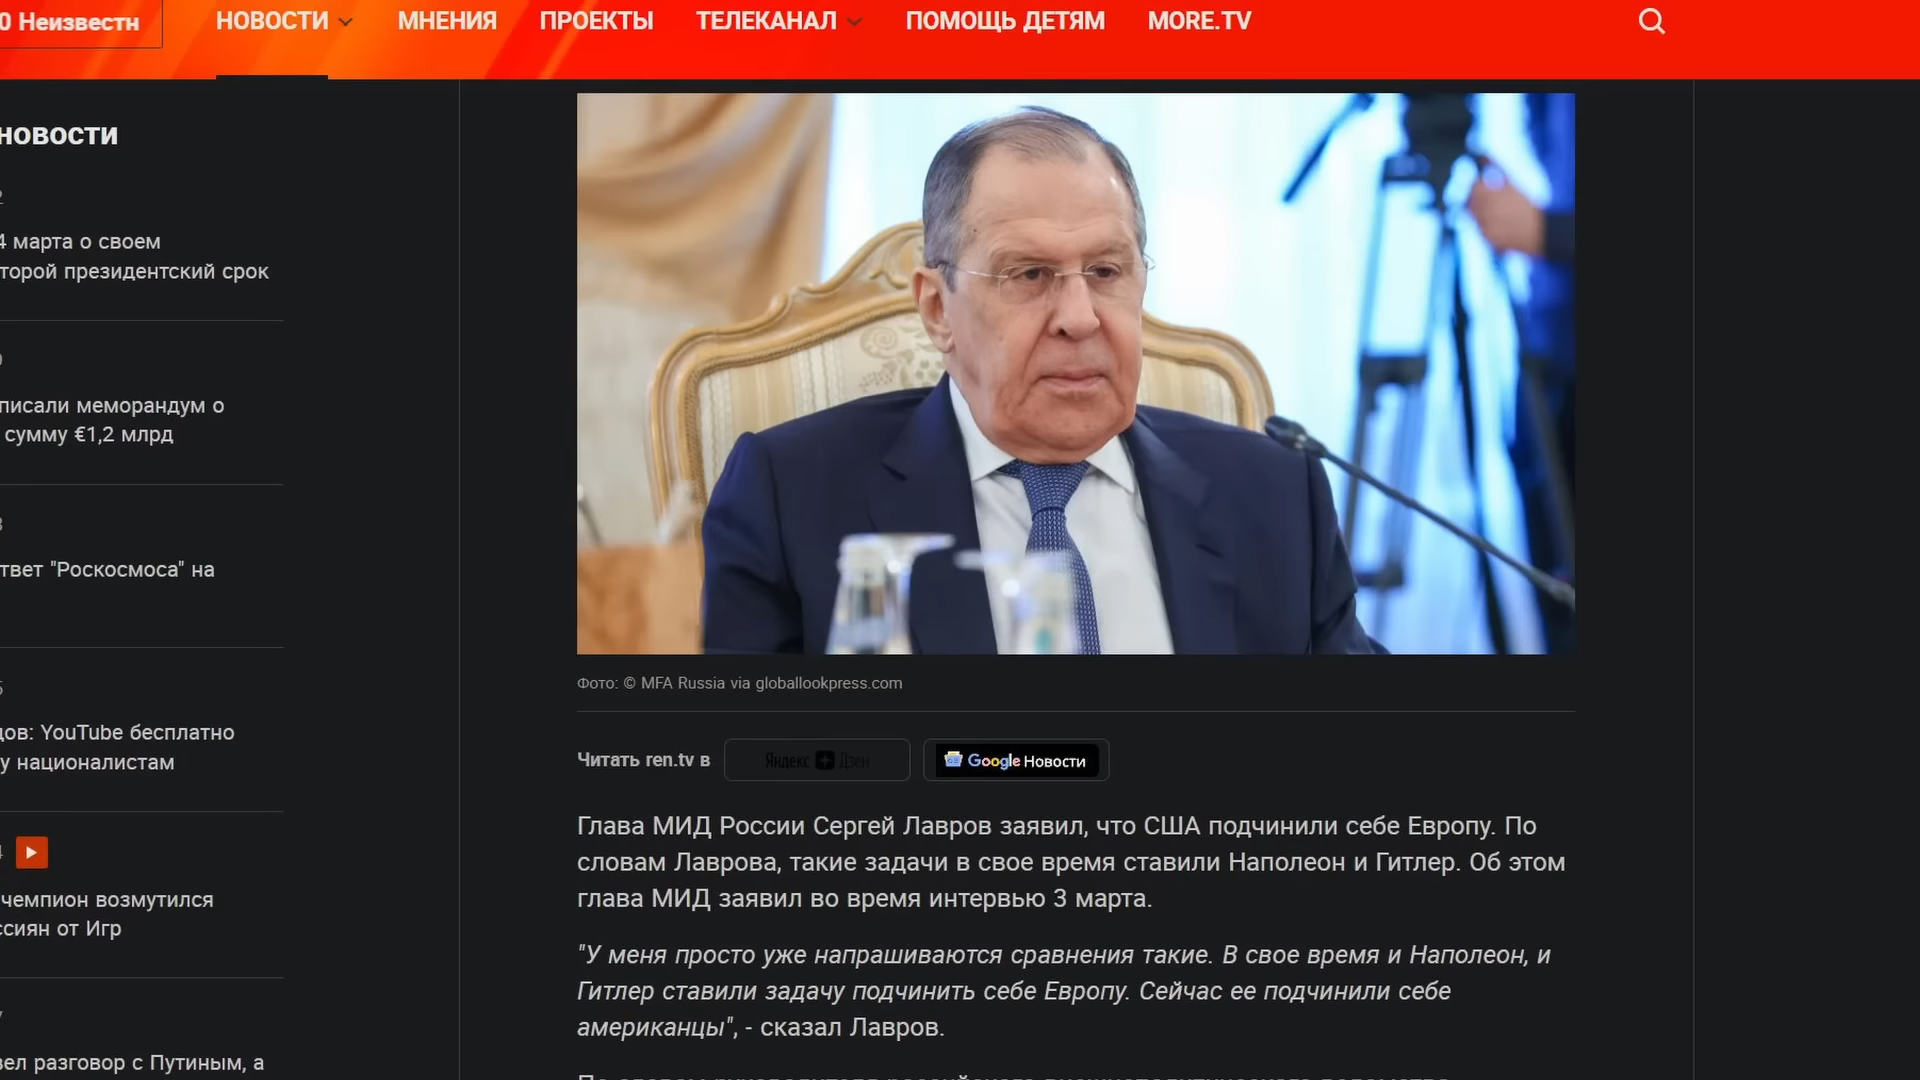 0 Неизвестн
НОВОСТИ МНЕНИЯ ПРОЕКТЫ ТЕЛЕКАНАЛ ПОМОЩЬ ДЕТЯМ MORE.TV
новости
4 марта о своем
торой президентский срок
писали меморандум о
сумму €1,2 млрд
твет "Роскосмоса" на
дов: YouTube бесплатно
у националистам
чемпион возмутился
ссиян от Игр
вел разговор с Путиным, а
Фото: © MFA Russia via globallookpress.com
Читать ren.tv в Яндекс Дзен Google Новости
Глава МИД России Сергей Лавров заявил, что США подчинили себе Европу. По
словам Лаврова, такие задачи в свое время ставили Наполеон и Гитлер. Об этом
глава МИД заявил во время интервью 3 марта.
"У меня просто уже напрашиваются сравнения такие. В свое время и Наполеон, и
Гитлер ставили задачу подчинить себе Европу. Сейчас ее подчинили себе
американцы", - сказал Лавров.